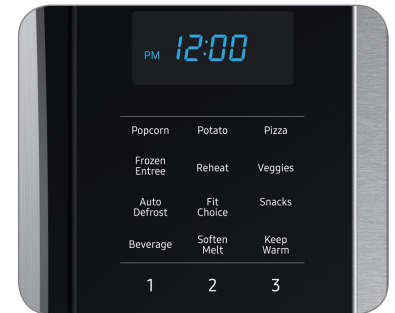 PM 12:00
Popcorn Potato Pizza
Frozen Entree Reheat Veggies
Auto Defrost Fit Choice Snacks
Beverage Soften Melt Keep Warm
1 2 3